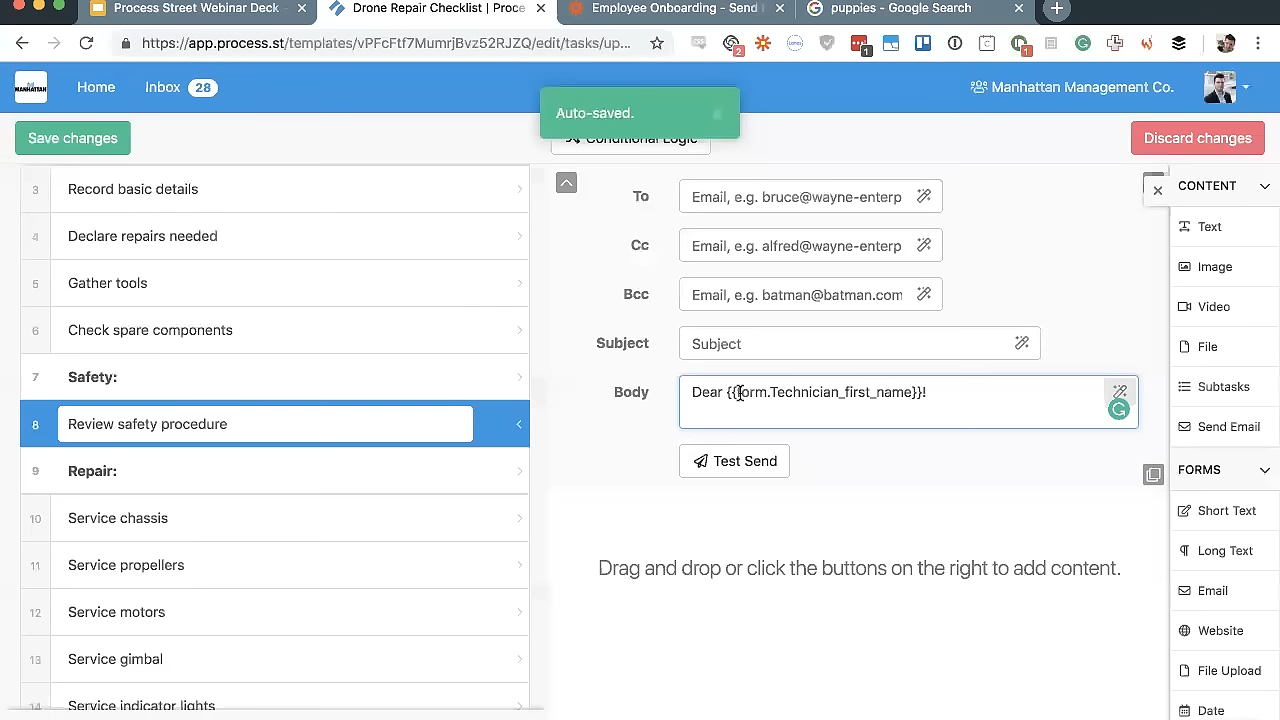 Process Street Webinar Deck -
Drone Repair Checklist | Proce
Employee Onboarding - Send
puppies - Google Search
https://app.process.st/templates/vPFcFtf7MumrjBvz52RJZQ/edit/tasks/up...
2
1
1
MANHATTAN
Home
Inbox 28
Manhattan Management Co.
Save changes
Auto-saved.
Conditional Logic
Discard changes
3 Record basic details
4 Declare repairs needed
5 Gather tools
6 Check spare components
7 Safety:
8 Review safety procedure
9 Repair:
10 Service chassis
11 Service propellers
12 Service motors
13 Service gimbal
14 Service indicator lights
To Email, e.g. bruce@wayne-enterp
Cc Email, e.g. alfred@wayne-enterp
Bcc Email, e.g. batman@batman.com
Subject Subject
Body Dear {{form.Technician_first_name}}!
Test Send
Drag and drop or click the buttons on the right to add content.
CONTENT
Text
Image
Video
File
Subtasks
Send Email
FORMS
Short Text
Long Text
Email
Website
File Upload
Date